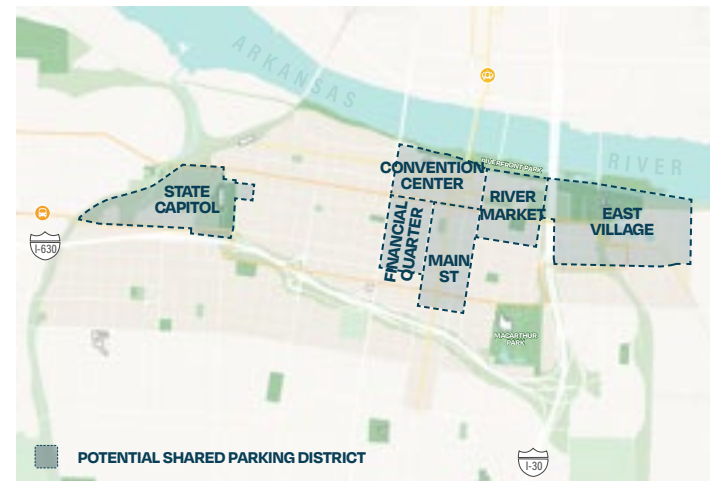 ARKANSAS
RIVER
RIVERFRONT PARK
CONVENTION
CENTER
STATE
CAPITOL
RIVER
MARKET
EAST
VILLAGE
FINANCIAL
QUARTER
MAIN
ST
I-630
MACARTHUR
PARK
POTENTIAL SHARED PARKING DISTRICT
I-30